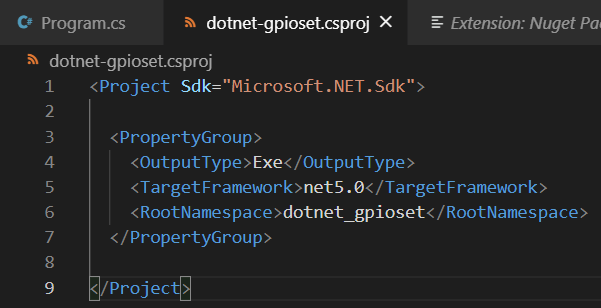 C# Program.cs dotnet-gpioset.csproj × Extension: Nuget Pa
dotnet-gpioset.csproj
1 <Project Sdk="Microsoft.NET.Sdk">
2
3 <PropertyGroup>
4 <OutputType>Exe</OutputType>
5 <TargetFramework>net5.0</TargetFramework>
6 <RootNamespace>dotnet_gpioset</RootNamespace>
7 </PropertyGroup>
8
9 </Project>